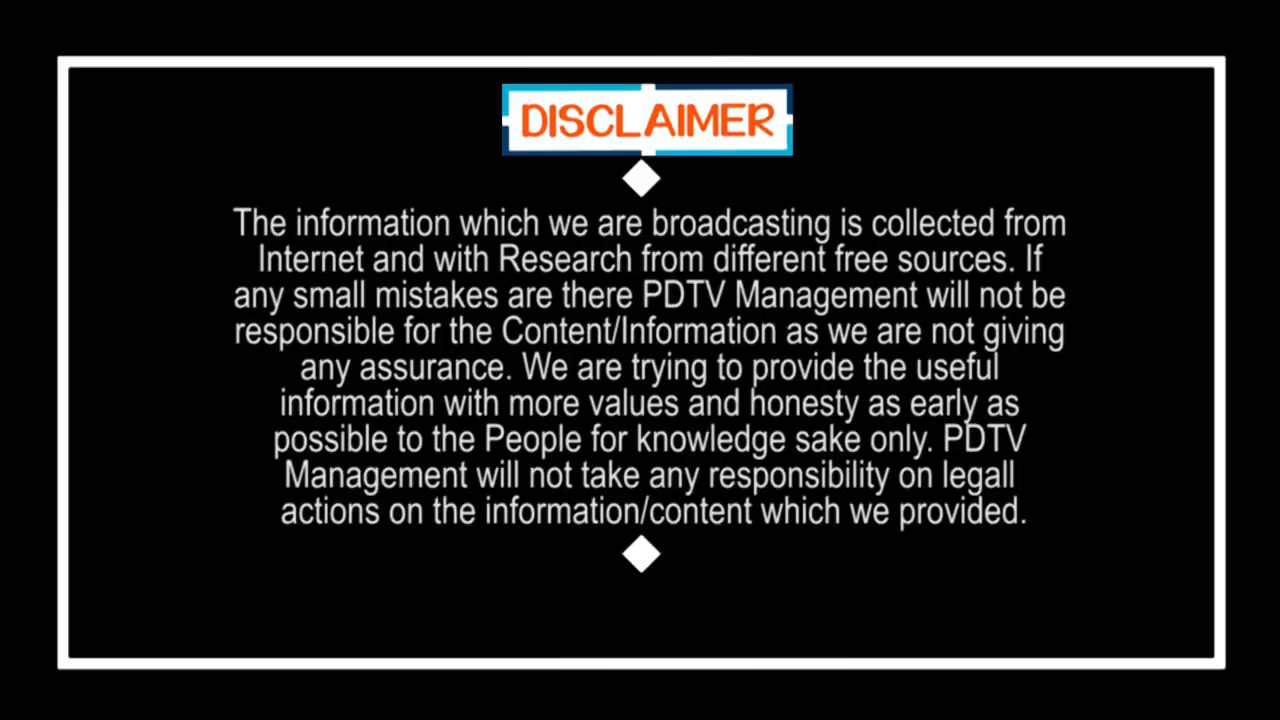 DISCLAIMER
The information which we are broadcasting is collected from
Internet and with Research from different free sources. If
any small mistakes are there PDTV Management will not be
responsible for the Content/Information as we are not giving
any assurance. We are trying to provide the useful
information with more values and honesty as early as
possible to the People for knowledge sake only. PDTV
Management will not take any responsibility on legall
actions on the information/content which we provided.